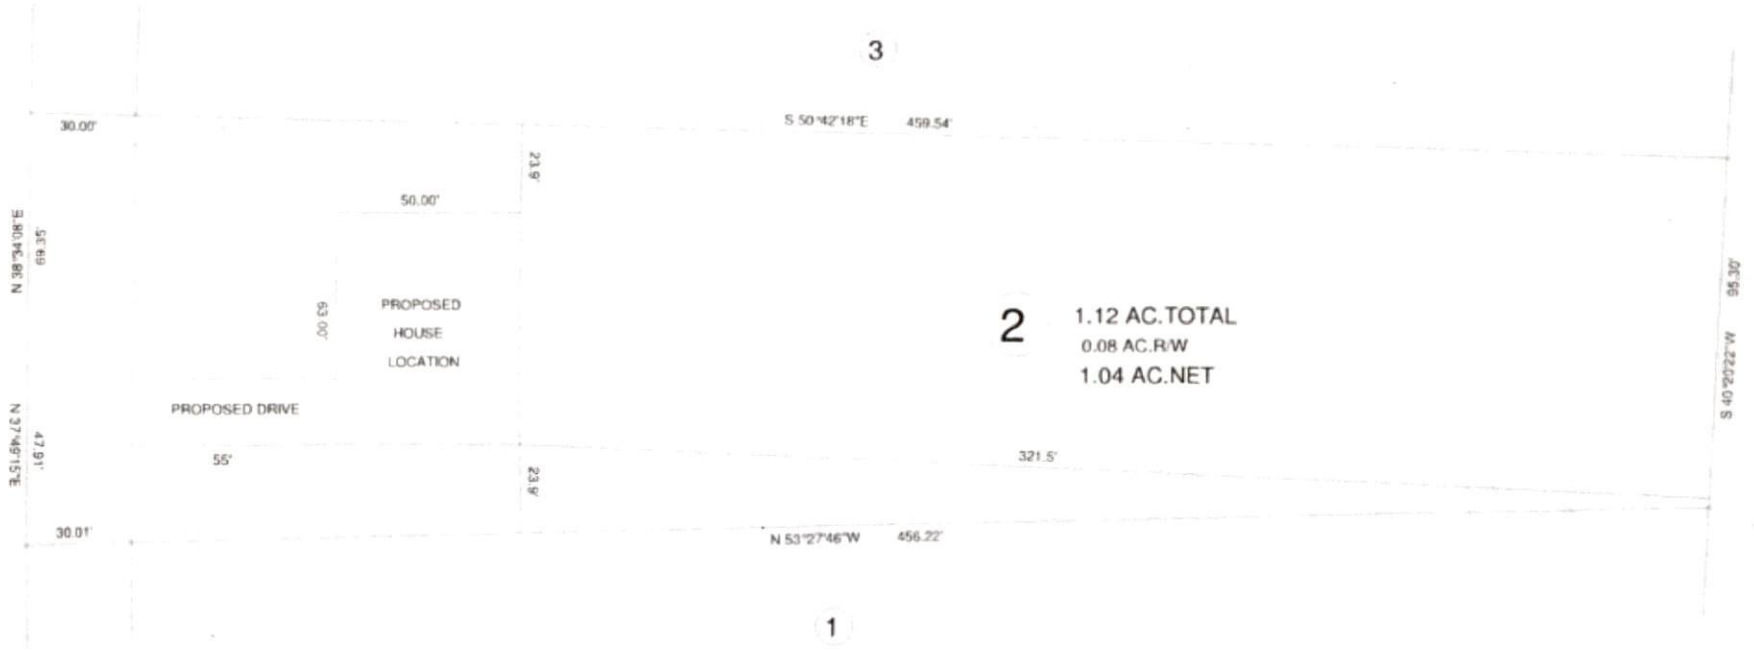 3
S 50°42'18"E 459.54'
30.00'
23.9'
50.00'
N 38°34'08"E 69.35'
63.00'
PROPOSED
HOUSE
LOCATION
2
1.12 AC.TOTAL
0.08 AC.R/W
1.04 AC.NET
S 40°20'22"W 95.30'
PROPOSED DRIVE
N 37°49'15"E 47.91'
55'
321.5'
23.9'
30.01'
N 53°27'46"W 456.22'
1